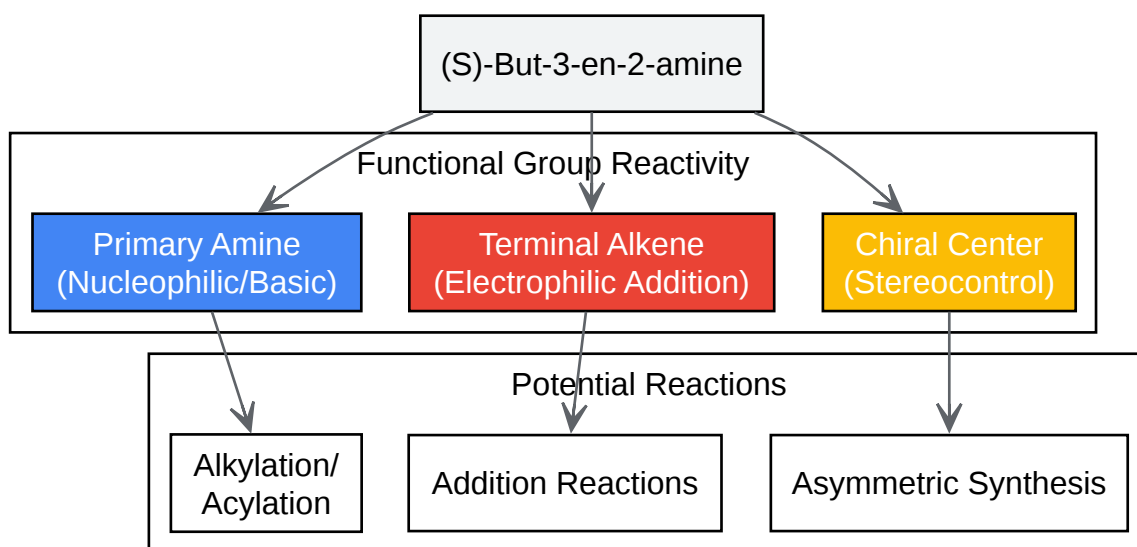 (S)-But-3-en-2-amine
Functional Group Reactivity
Primary Amine
(Nucleophilic/Basic)
Terminal Alkene
(Electrophilic Addition)
Chiral Center
(Stereocontrol)
Potential Reactions
Alkylation/
Acylation
Addition Reactions
Asymmetric Synthesis